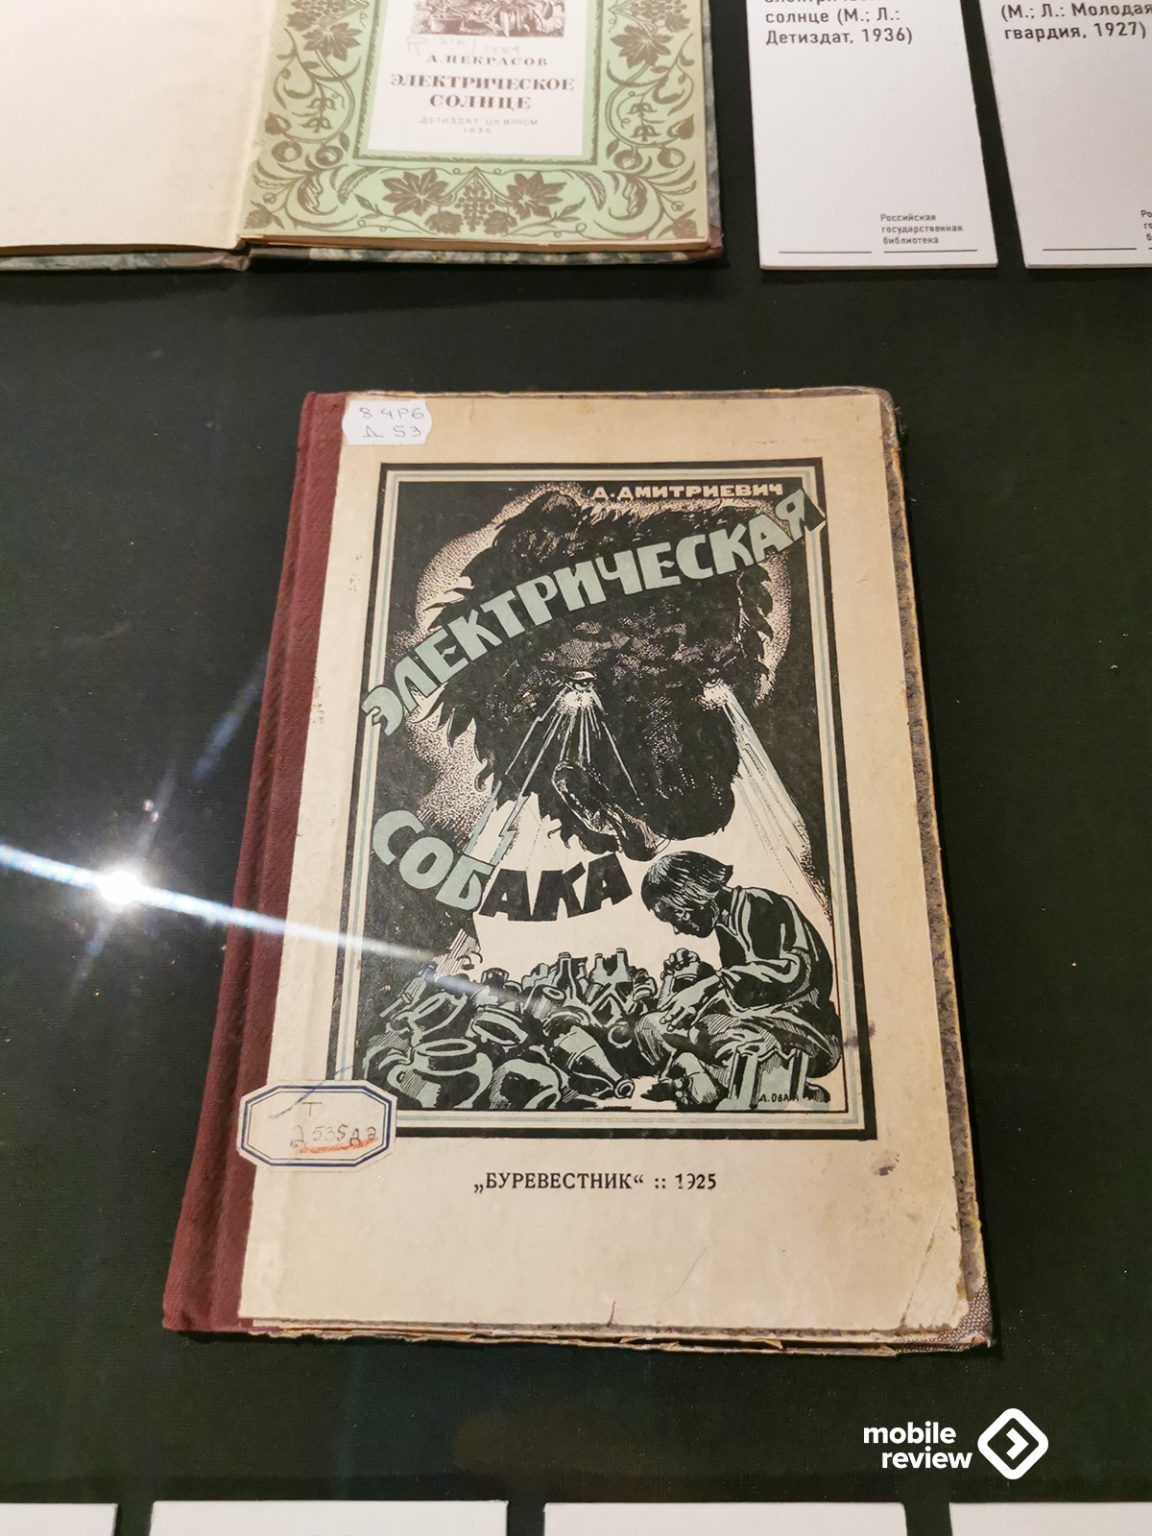 А. НЕКРАСОВ
ЭЛЕКТРИЧЕСКОЕ
СОЛНЦЕ
ДЕТИЗДАТ ЦК ВЛКСМ
1936
солнце (М.; Л.:
Детиздат, 1936)
Российская
государственная
библиотека
(М.; Л.: Молодая
гвардия, 1927)
8 4Р6
Д 53
Д. ДМИТРИЕВИЧ
ЭЛЕКТРИЧЕСКАЯ
СОБАКА
„БУРЕВЕСТНИК“ :: 1925
mobile
review